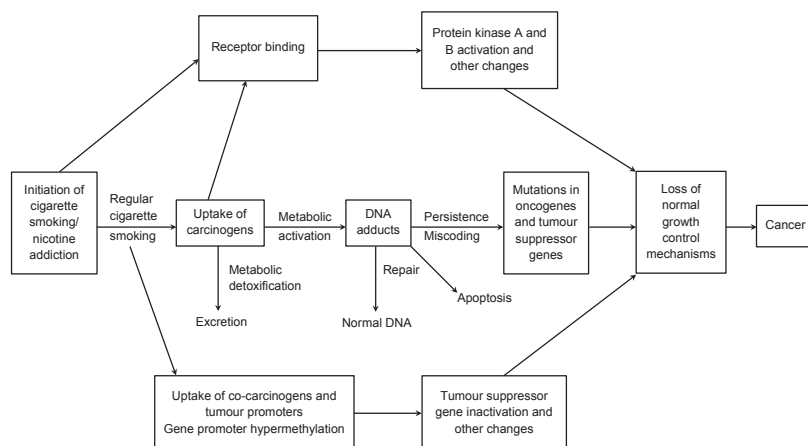 Receptor binding
Protein kinase A and
B activation and
other changes
Initiation of
cigarette
smoking/
nicotine
addiction
Regular
cigarette
smoking
Uptake of
carcinogens
Metabolic
activation
DNA
adducts
Persistence
Miscoding
Mutations in
oncogenes
and tumour
suppressor
genes
Loss of
normal
growth
control
mechanisms
Cancer
Metabolic
detoxification
Excretion
Repair
Normal DNA
Apoptosis
Uptake of co-carcinogens and
tumour promoters
Gene promoter hypermethylation
Tumour suppressor
gene inactivation and
other changes